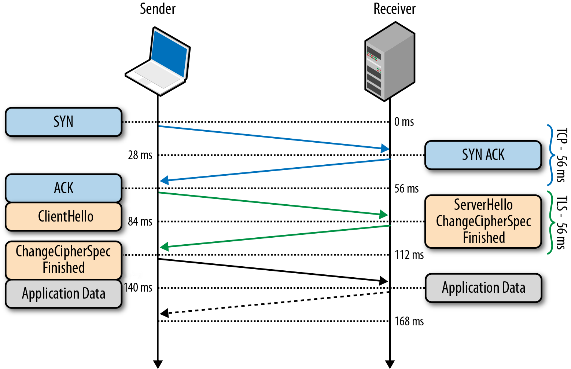 Sender
Receiver
SYN
0 ms
28 ms
SYN ACK
TCP - 56 ms
ACK
56 ms
ClientHello
84 ms
ServerHello
ChangeCipherSpec
Finished
TLS - 56 ms
ChangeCipherSpec
Finished
112 ms
Application Data
140 ms
Application Data
168 ms